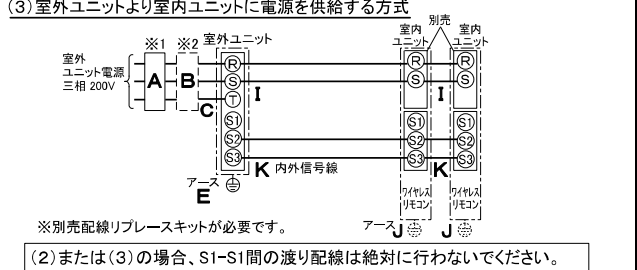 (3)室外ユニットより室内ユニットに電源を供給する方式
別売
※1 ※2 室外ユニット 室内 室内
ユニット ユニット
室外
ユニット電源
三相 200V
A B C
R
S
T
S1
S2
S3
I
R R
S S
I
S1 S1
S2 S2
S3 S3
K 内外信号線 K
アース
E
ワイヤレス ワイヤレス
リモコン リモコン
※別売配線リプレースキットが必要です。
アース J J
(2)または(3)の場合、S1-S1間の渡り配線は絶対に行わないでください。